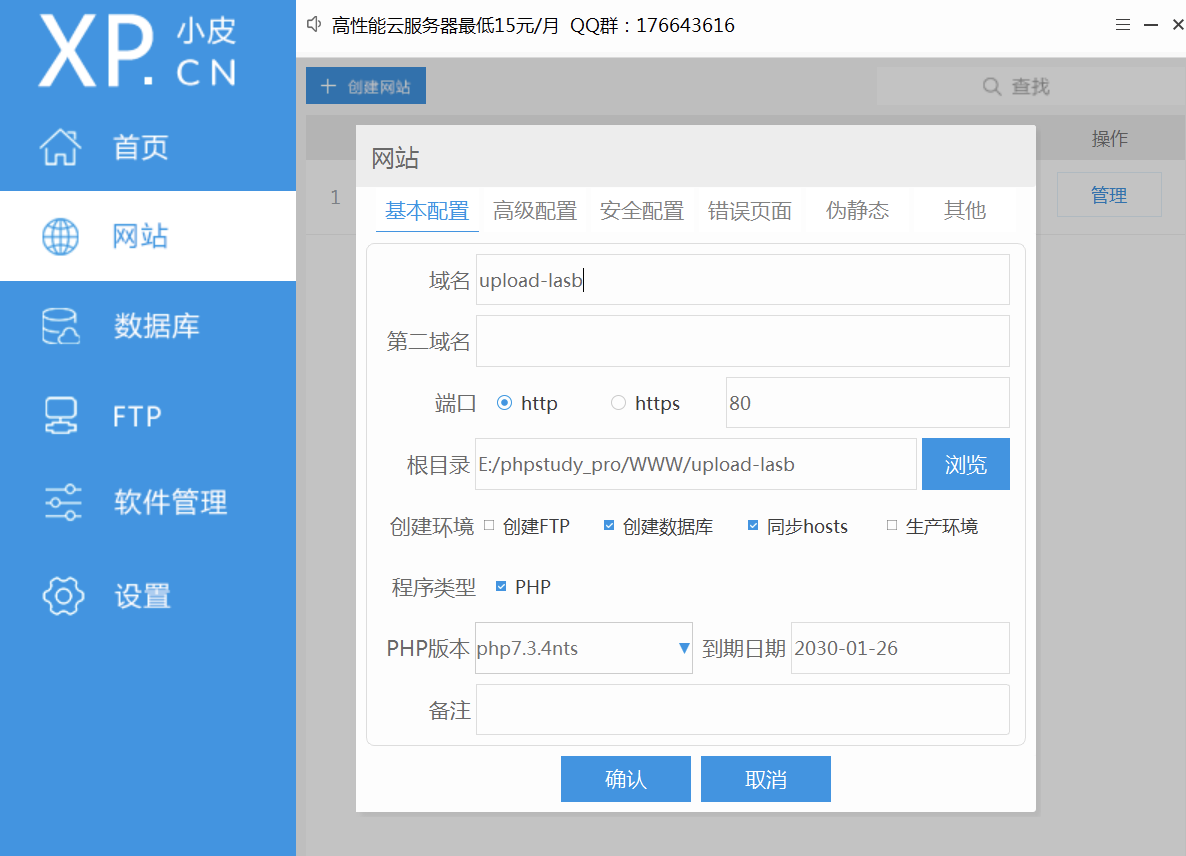 XP.CN 小皮
高性能云服务器最低15元/月 QQ群：176643616
首页
网站
数据库
FTP
软件管理
设置
创建网站
查找
操作
1
管理
网站
基本配置 高级配置 安全配置 错误页面 伪静态 其他
域名 upload-lasb
第二域名
端口 http https 80
根目录 E:/phpstudy_pro/WWW/upload-lasb 浏览
创建环境 创建FTP 创建数据库 同步hosts 生产环境
程序类型 PHP
PHP版本 php7.3.4nts 到期日期 2030-01-26
备注
确认 取消